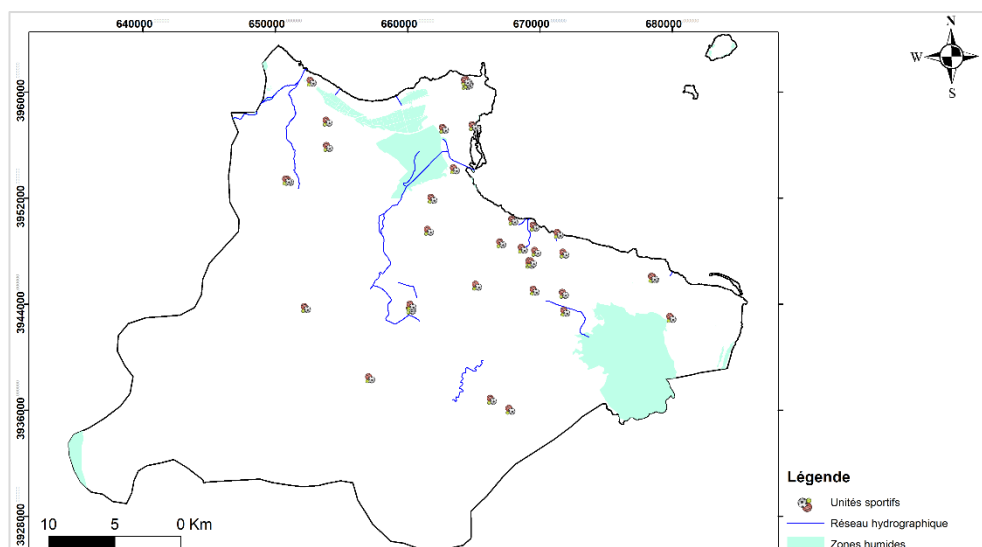 640000 650000 660000 670000 680000
N
W E
S
3960000
3952000
3944000
3936000
3928000
Légende
Unités sportifs
Réseau hydrographique
Zones humides
10 5 0 Km